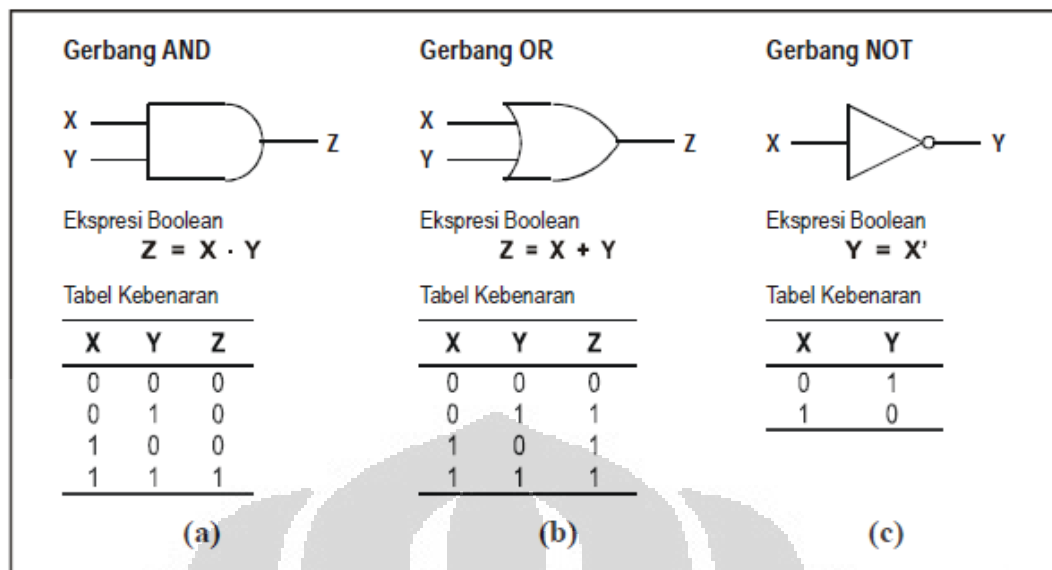 Gerbang AND
X
Y
Z
Ekspresi Boolean
Z = X · Y
Tabel Kebenaran
X Y Z
0 0 0
0 1 0
1 0 0
1 1 1
(a)
Gerbang OR
X
Y
Z
Ekspresi Boolean
Z = X + Y
Tabel Kebenaran
X Y Z
0 0 0
0 1 1
1 0 1
1 1 1
(b)
Gerbang NOT
X
Y
Ekspresi Boolean
Y = X’
Tabel Kebenaran
X Y
0 1
1 0
(c)